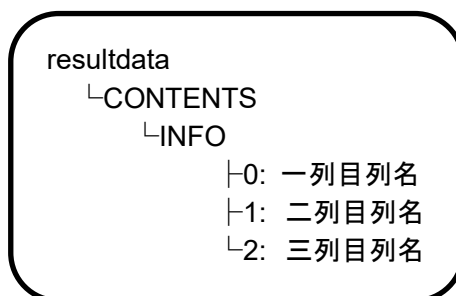 resultdata
└CONTENTS
└INFO
├0: 一列目列名
├1: 二列目列名
└2: 三列目列名